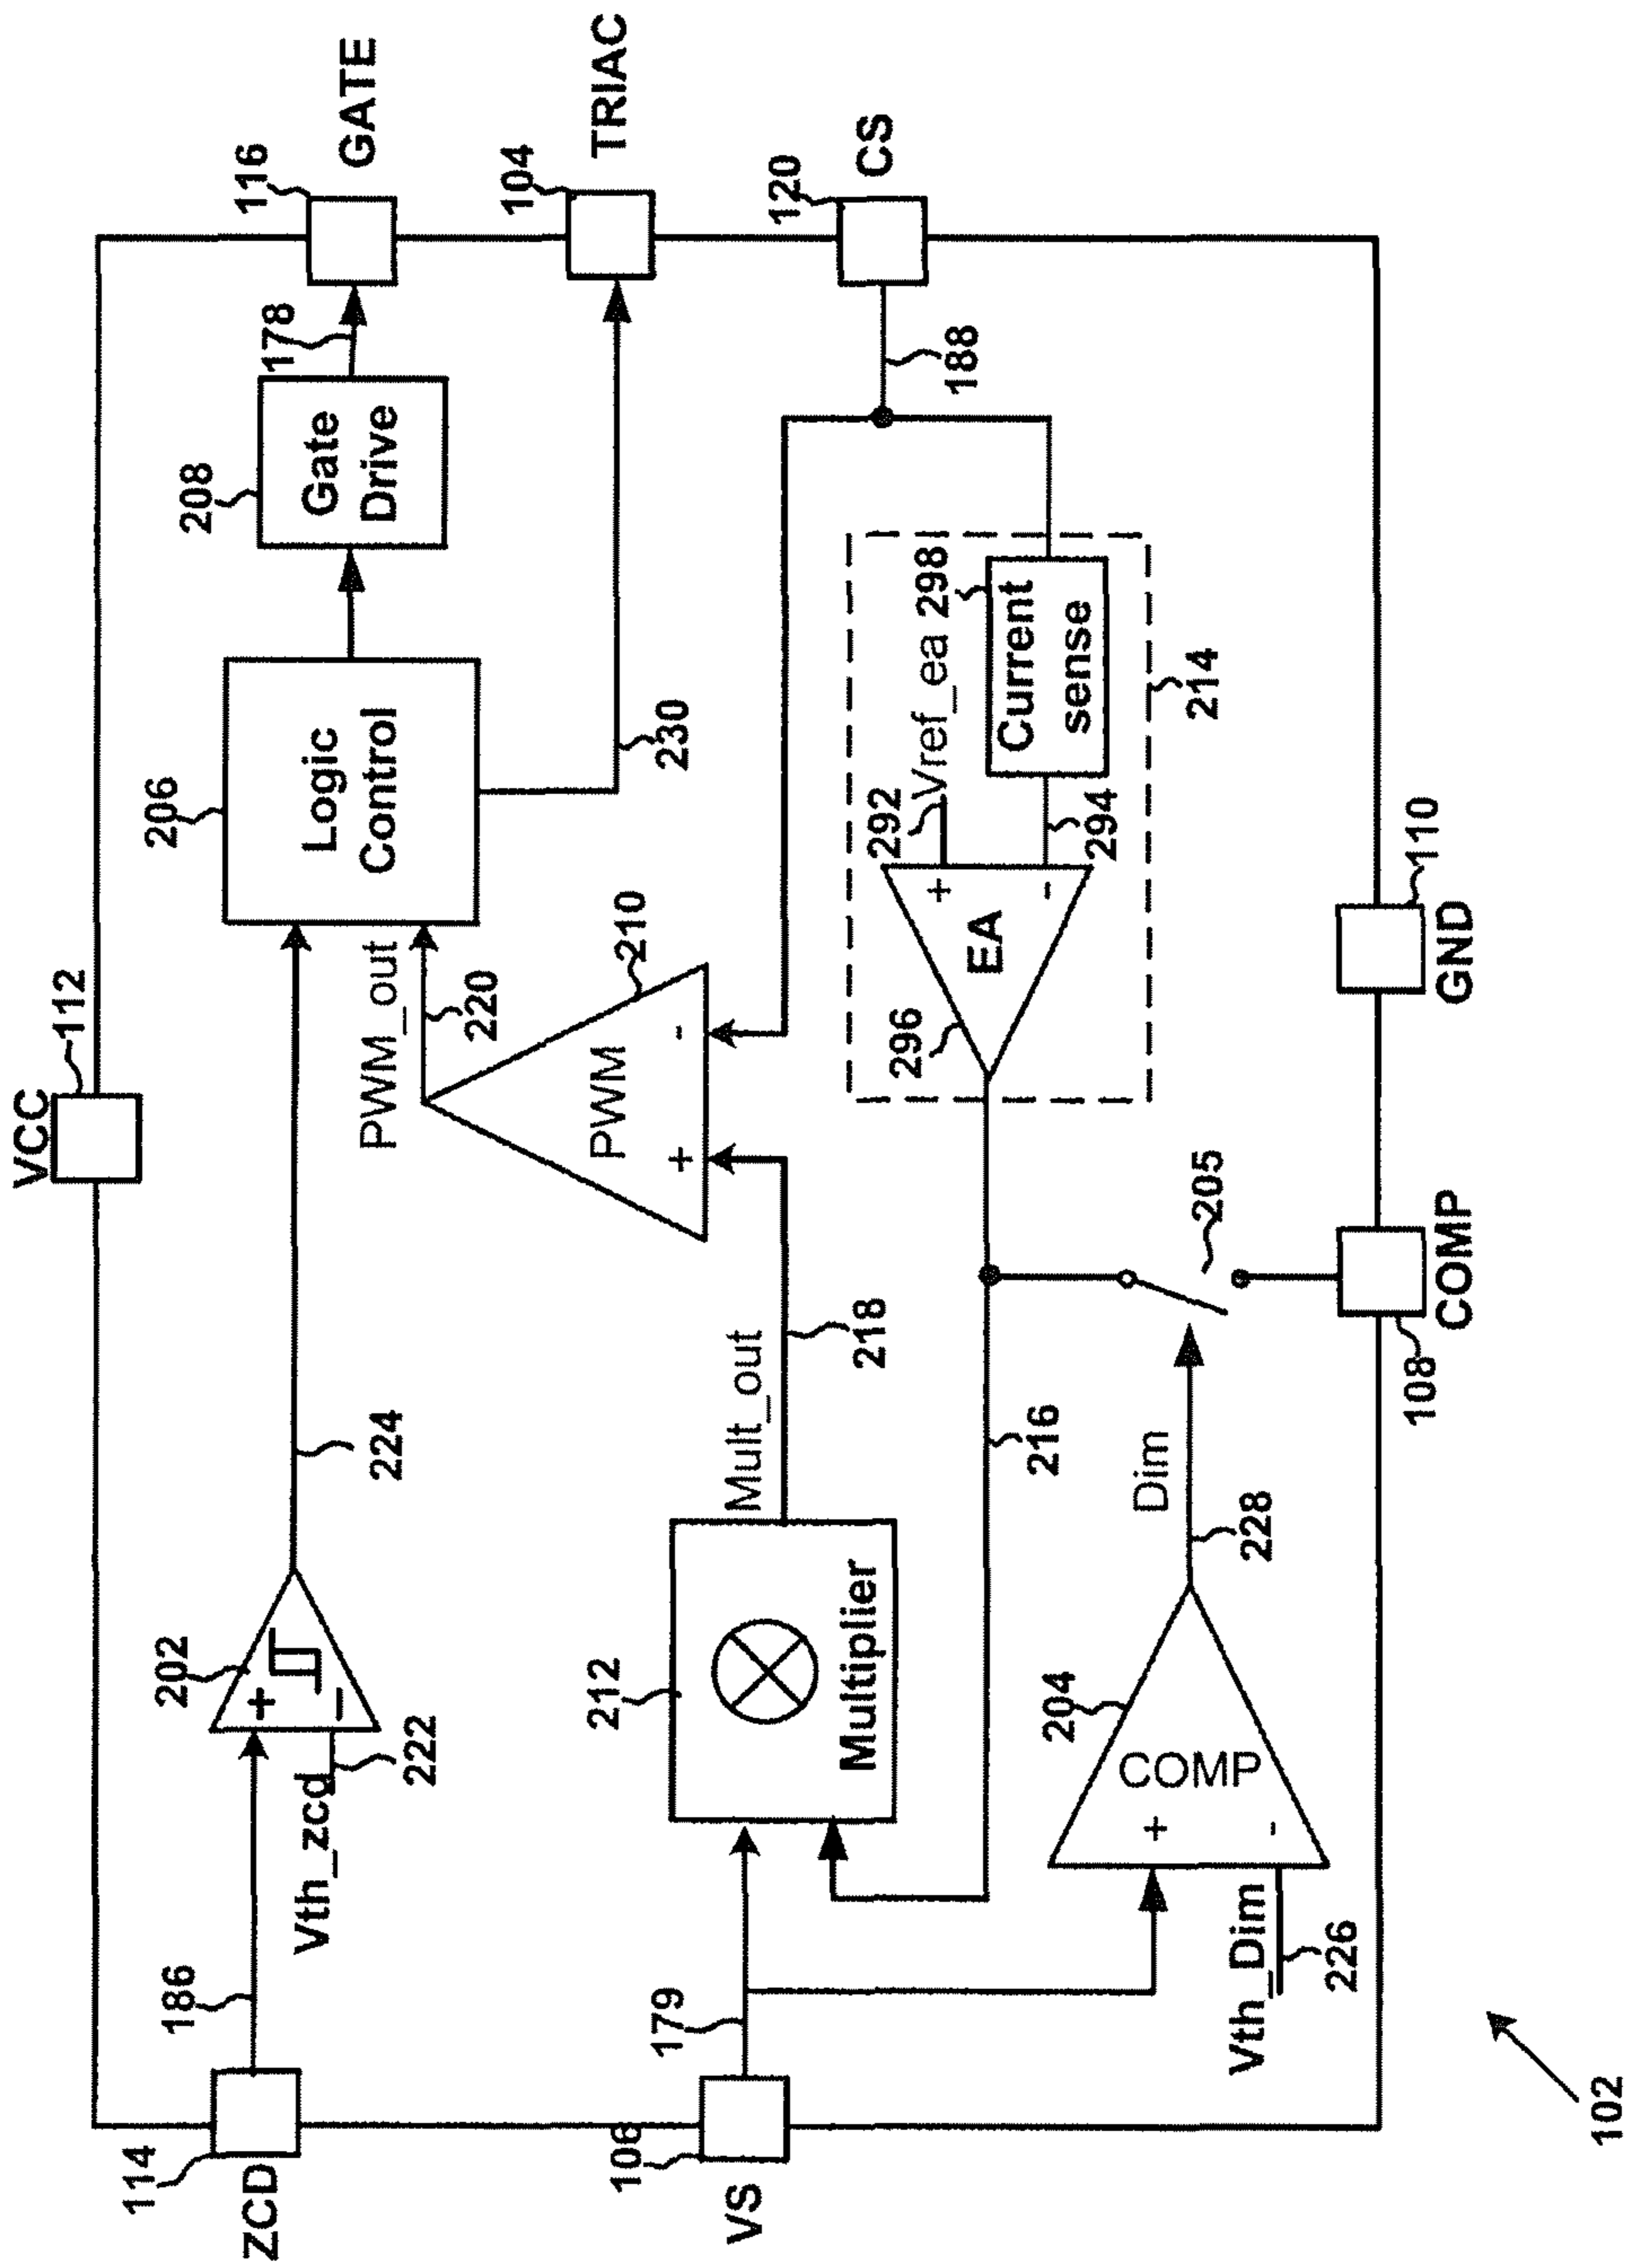 VCC
112
114
ZCD
186
Vth_zcd
222
202
+
-
224
206
Logic
Control
208
Gate
Drive
178
116
GATE
104
TRIAC
230
PWM_out
220
210
PWM
+
-
120
CS
188
106
VS
179
212
Multiplier
Mult_out
218
216
296
EA
+
-
292
Vref_ea
298
Current
sense
294
214
204
COMP
+
-
Vth_Dim
226
Dim
228
205
108
COMP
110
GND
102